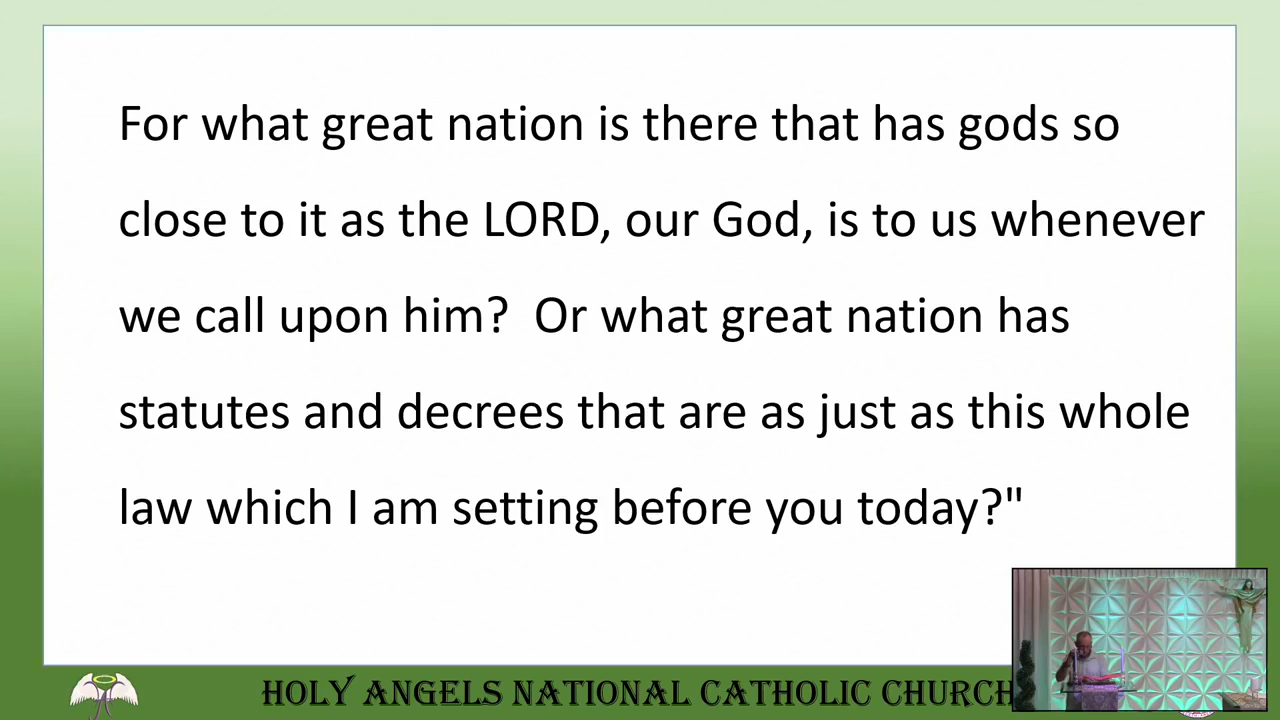 For what great nation is there that has gods so
close to it as the LORD, our God, is to us whenever
we call upon him?  Or what great nation has
statutes and decrees that are as just as this whole
law which I am setting before you today?"
HOLY ANGELS NATIONAL CATHOLIC CHURCH